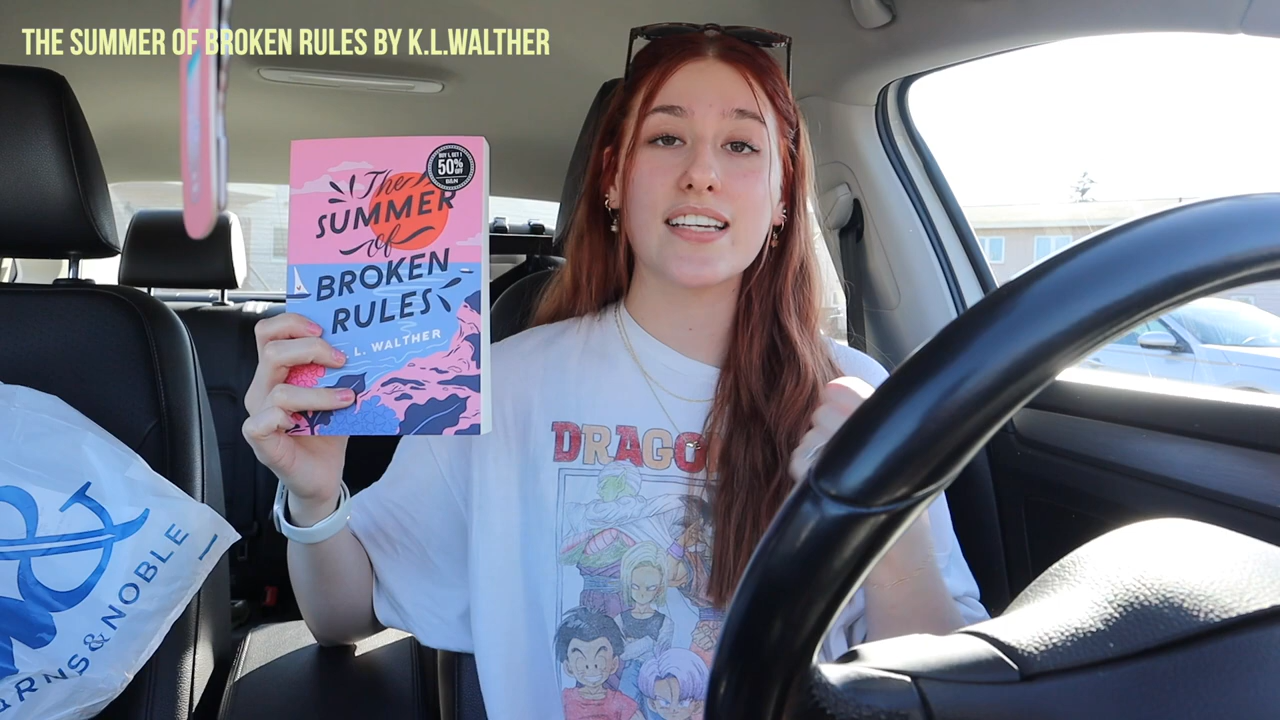 THE SUMMER OF BROKEN RULES BY K.L.WALTHER
BUY 1, GET 1
50%
OFF
B&N
The
SUMMER
of
BROKEN
RULES
L. WALTHER
DRAGO
&
NOBLE